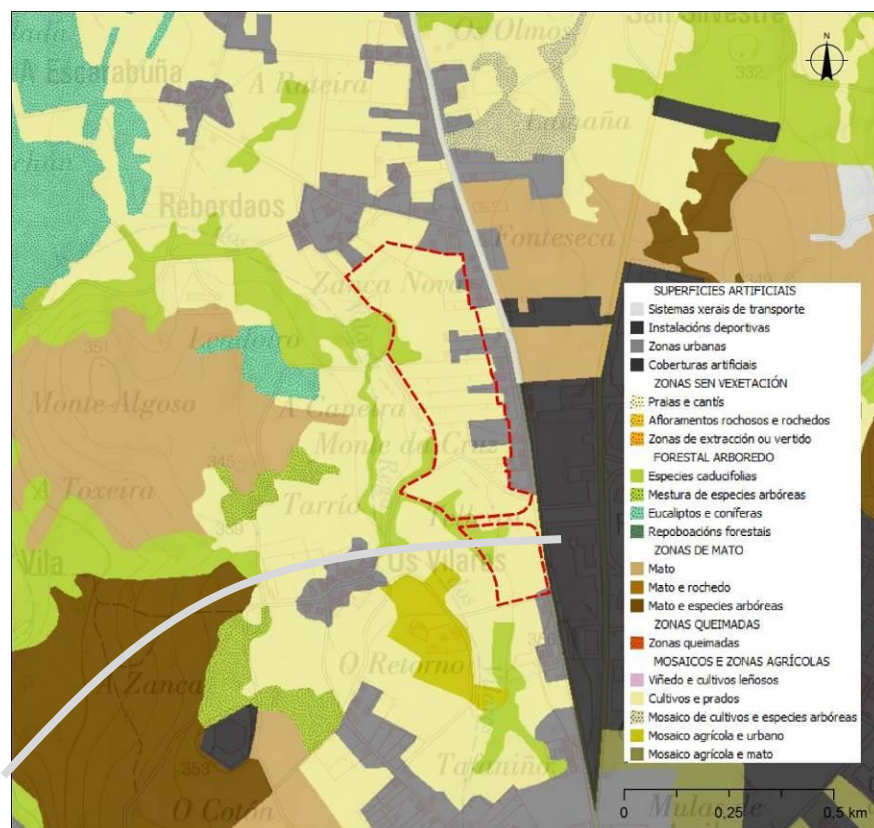 Os Olmos
San Silvestre
N
A Escarabuña
332
A Rateira
Lamaña
Rebordaos
Fonteseca
Zanca Nova
349
351
Monte-Algoso
A Caneira
Monte da Cruz
345
A Toxeira
Tarrío
339
Vila
Os Vilares
356
O Retorno
A Zanca
353
O Cotón
SUPERFICIES ARTIFICIAIS
Sistemas xerais de transporte
Instalacións deportivas
Zonas urbanas
Coberturas artificiais
ZONAS SEN VEXETACIÓN
Praias e cantís
Afloramentos rochosos e rochedos
Zonas de extracción ou vertido
FORESTAL ARBOREDO
Especies caducifolias
Mestura de especies arbóreas
Eucaliptos e coníferas
Repoboacións forestais
ZONAS DE MATO
Mato
Mato e rochedo
Mato e especies arbóreas
ZONAS QUEIMADAS
Zonas queimadas
MOSAICOS E ZONAS AGRÍCOLAS
Viñedo e cultivos leñosos
Cultivos e prados
Mosaico de cultivos e especies arbóreas
Mosaico agrícola e urbano
Mosaico agrícola e mato
0 0,25 0,5 km